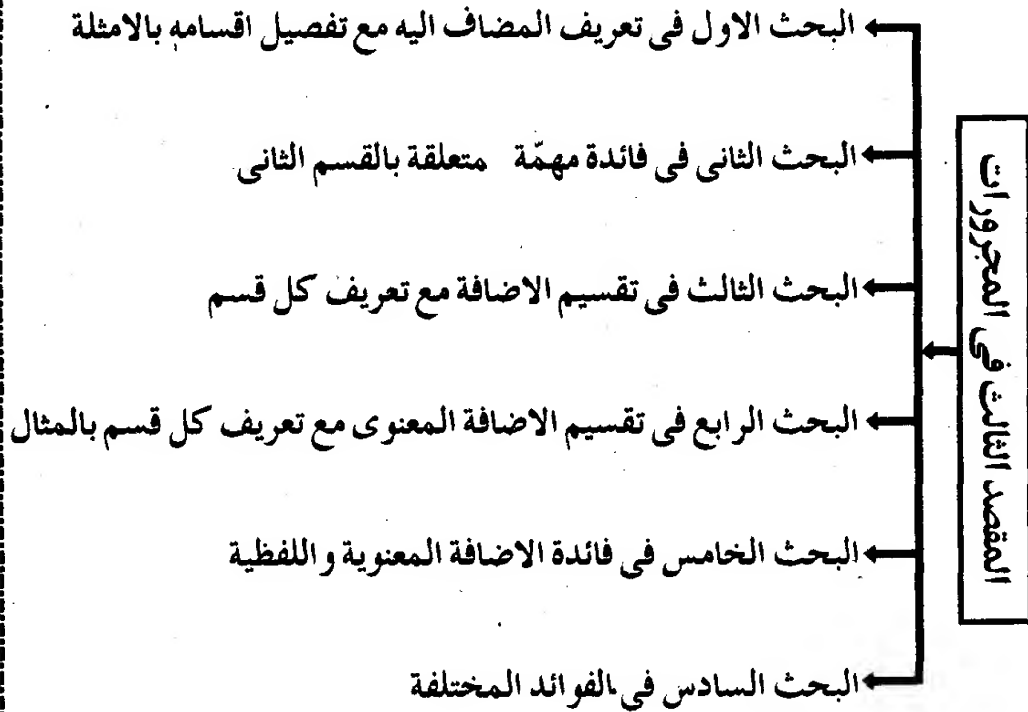 المقصد الثالث فى المجرورات
البحث الاول فى تعريف المضاف اليه مع تفصيل اقسامه بالامثلة
البحث الثانى فى فائدة مهمّة متعلقة بالقسم الثانى
البحث الثالث فى تقسيم الاضافة مع تعريف كل قسم
البحث الرابع فى تقسيم الاضافة المعنوى مع تعريف كل قسم بالمثال
البحث الخامس فى فائدة الاضافة المعنوية و اللفظية
البحث السادس فى الفوائد المختلفة